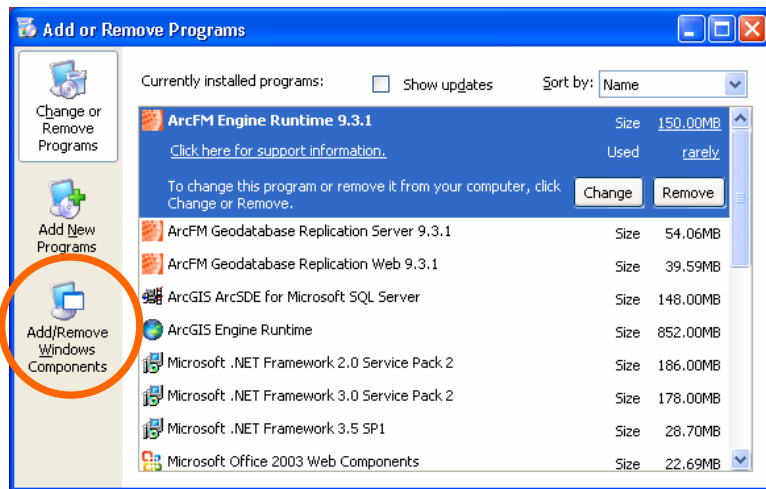 Add or Remove Programs
Currently installed programs: Show updates Sort by: Name
Change or
Remove
Programs
Add New
Programs
Add/Remove
Windows
Components
ArcFM Engine Runtime 9.3.1 Size 150.00MB
Click here for support information. Used rarely
To change this program or remove it from your computer, click
Change or Remove.
Change Remove
ArcFM Geodatabase Replication Server 9.3.1 Size 54.06MB
ArcFM Geodatabase Replication Web 9.3.1 Size 39.59MB
ArcGIS ArcSDE for Microsoft SQL Server Size 148.00MB
ArcGIS Engine Runtime Size 852.00MB
Microsoft .NET Framework 2.0 Service Pack 2 Size 186.00MB
Microsoft .NET Framework 3.0 Service Pack 2 Size 178.00MB
Microsoft .NET Framework 3.5 SP1 Size 28.70MB
Microsoft Office 2003 Web Components Size 22.69MB